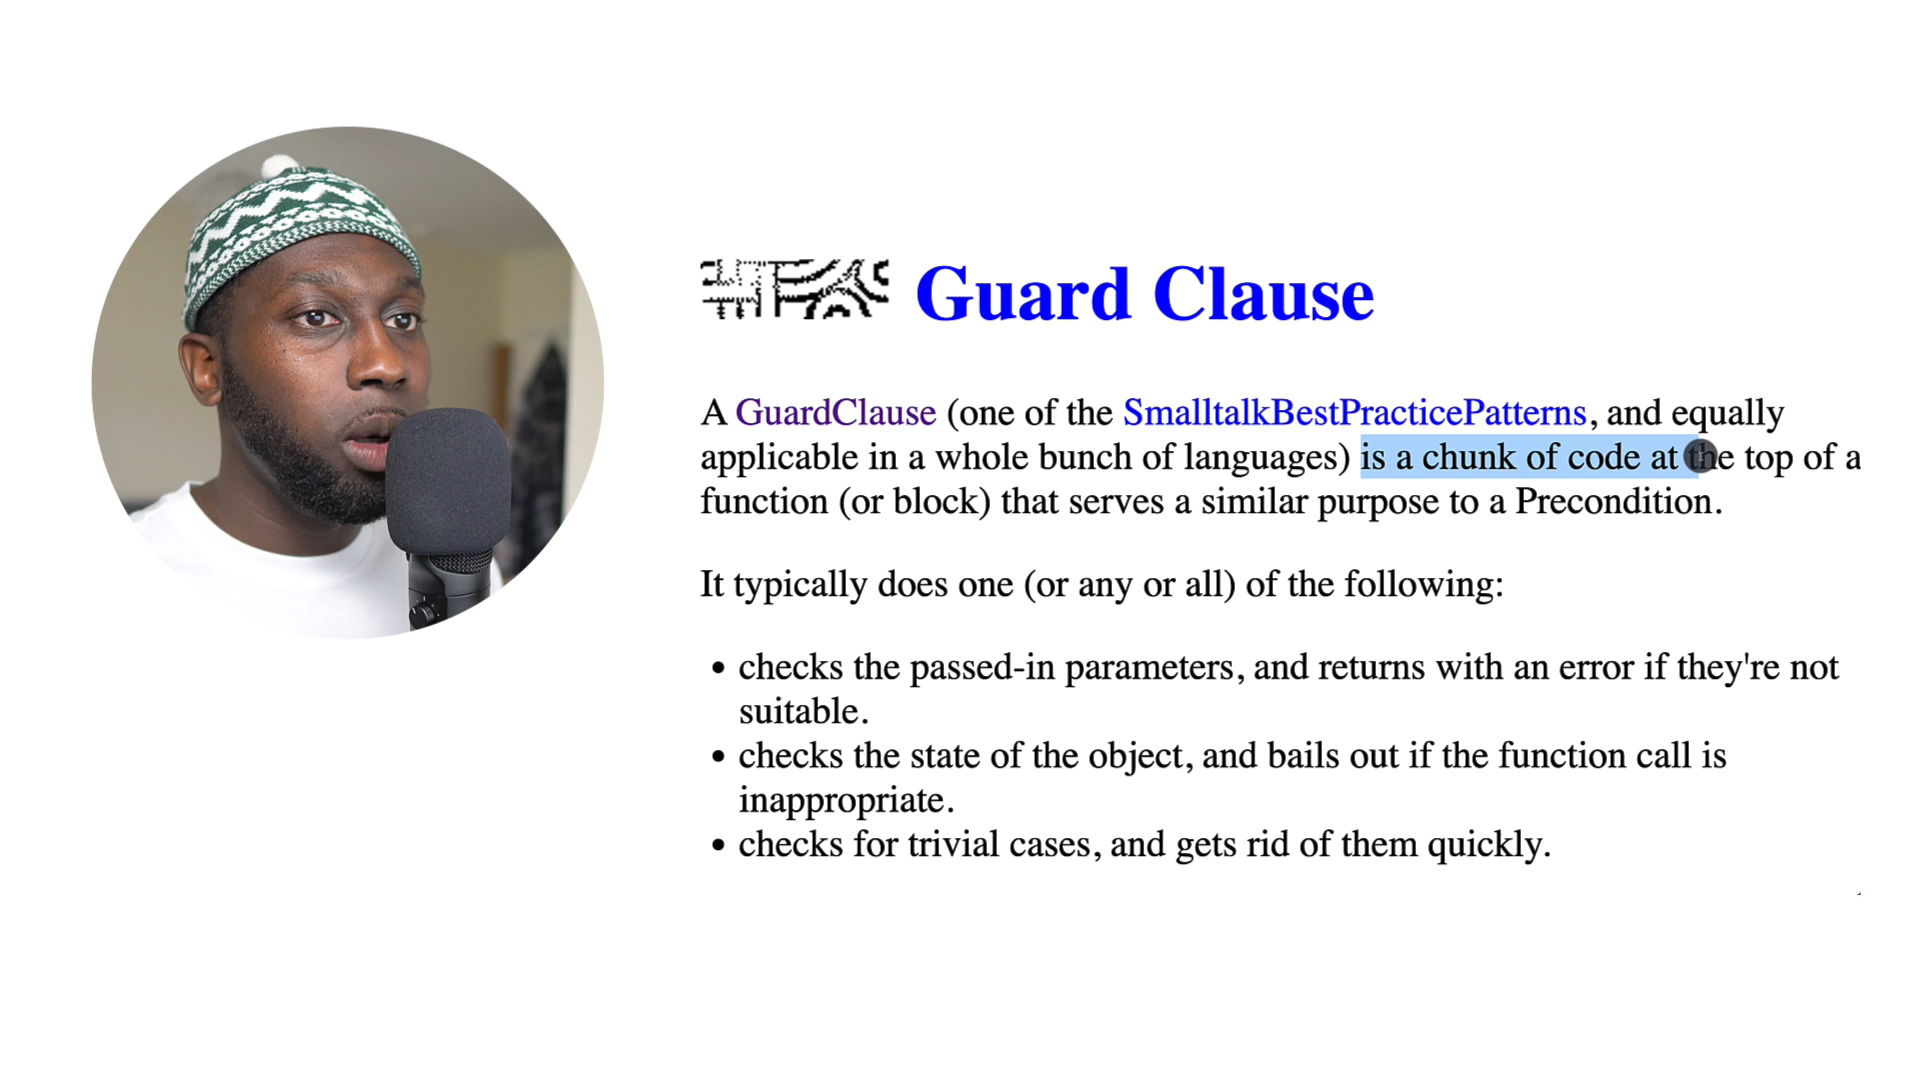 Guard Clause
A GuardClause (one of the SmalltalkBestPracticePatterns, and equally
applicable in a whole bunch of languages) is a chunk of code at the top of a
function (or block) that serves a similar purpose to a Precondition.
It typically does one (or any or all) of the following:
• checks the passed-in parameters, and returns with an error if they're not
suitable.
• checks the state of the object, and bails out if the function call is
inappropriate.
• checks for trivial cases, and gets rid of them quickly.